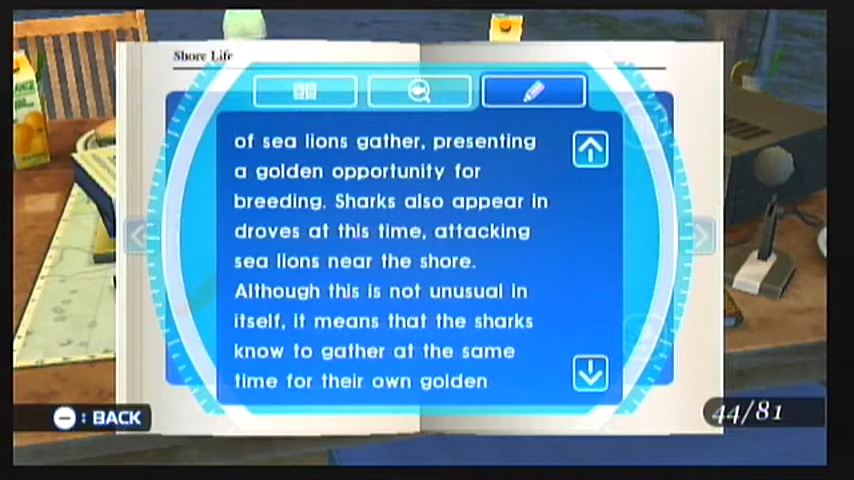 Shore Life
of sea lions gather, presenting
a golden opportunity for
breeding. Sharks also appear in
droves at this time, attacking
sea lions near the shore.
Although this is not unusual in
itself, it means that the sharks
know to gather at the same
time for their own golden
− : BACK
44/81